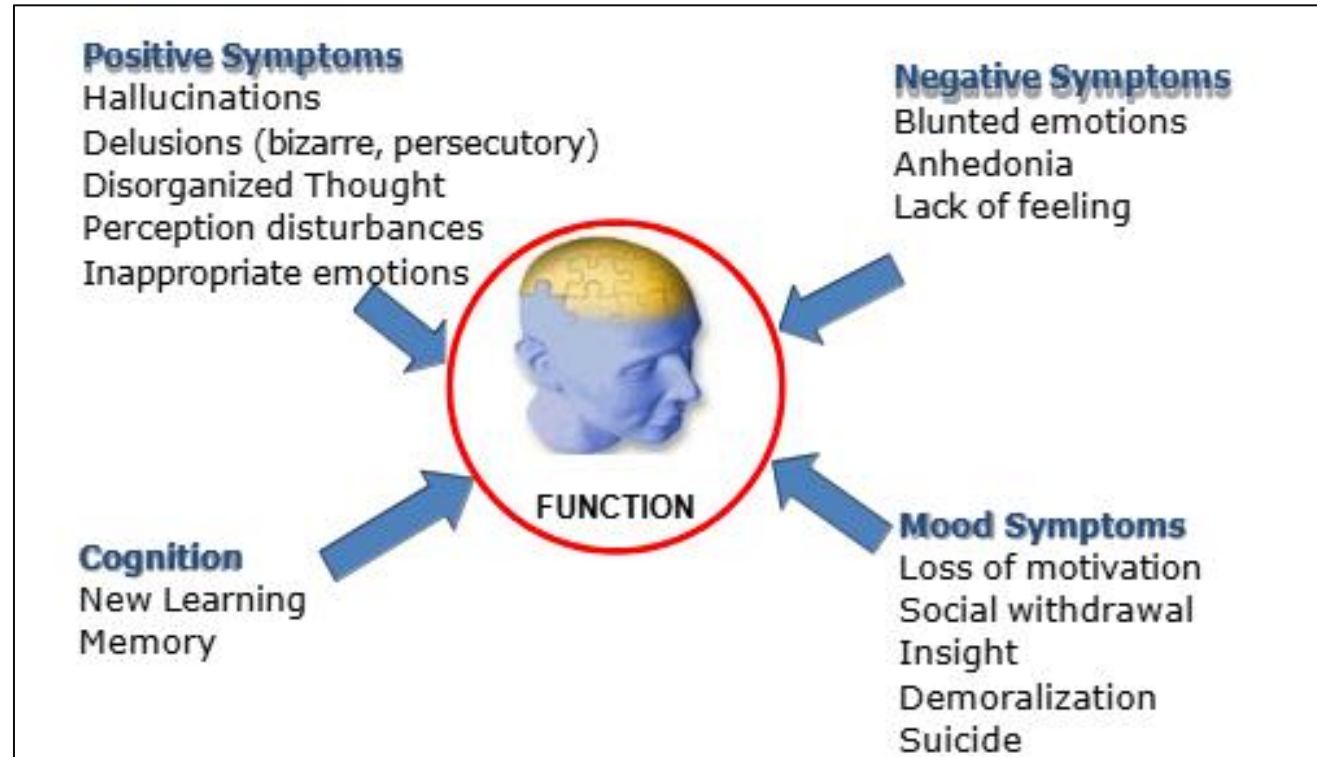 Positive Symptoms
Hallucinations
Delusions (bizarre, persecutory)
Disorganized Thought
Perception disturbances
Inappropriate emotions
Negative Symptoms
Blunted emotions
Anhedonia
Lack of feeling
FUNCTION
Cognition
New Learning
Memory
Mood Symptoms
Loss of motivation
Social withdrawal
Insight
Demoralization
Suicide